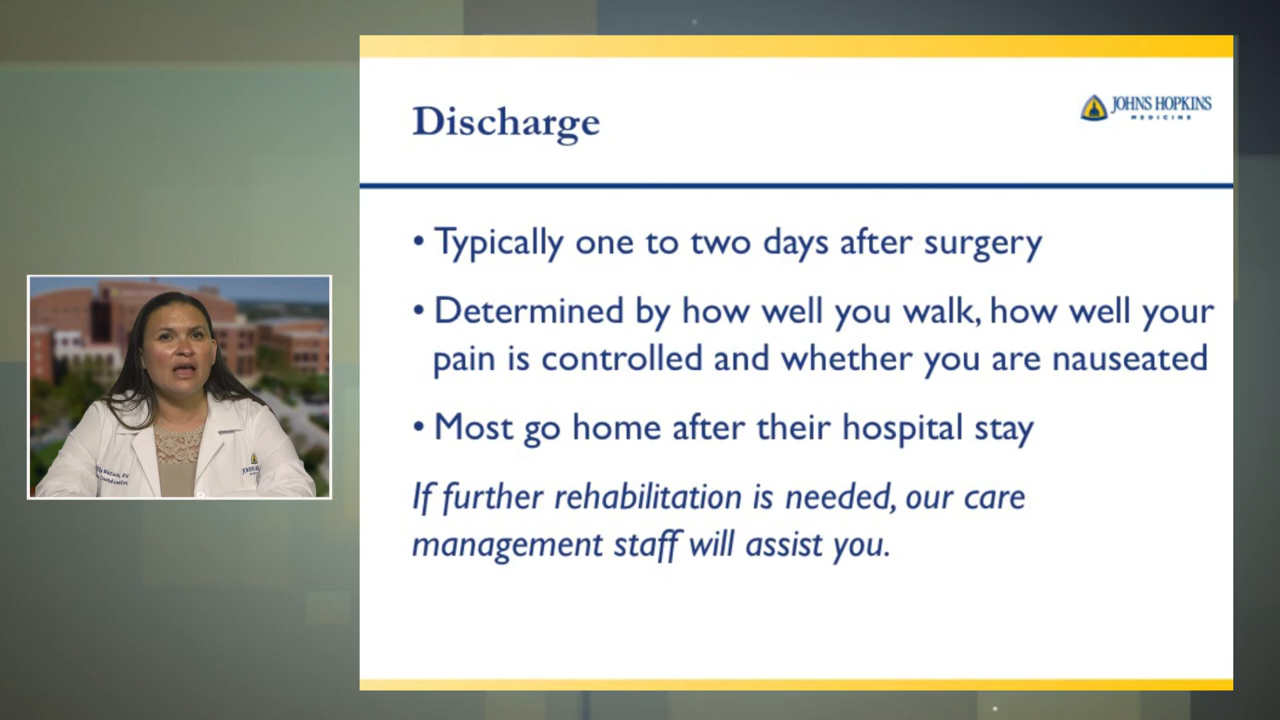 Discharge
JOHNS HOPKINS
MEDICINE
• Typically one to two days after surgery
• Determined by how well you walk, how well your
pain is controlled and whether you are nauseated
• Most go home after their hospital stay
If further rehabilitation is needed, our care
management staff will assist you.